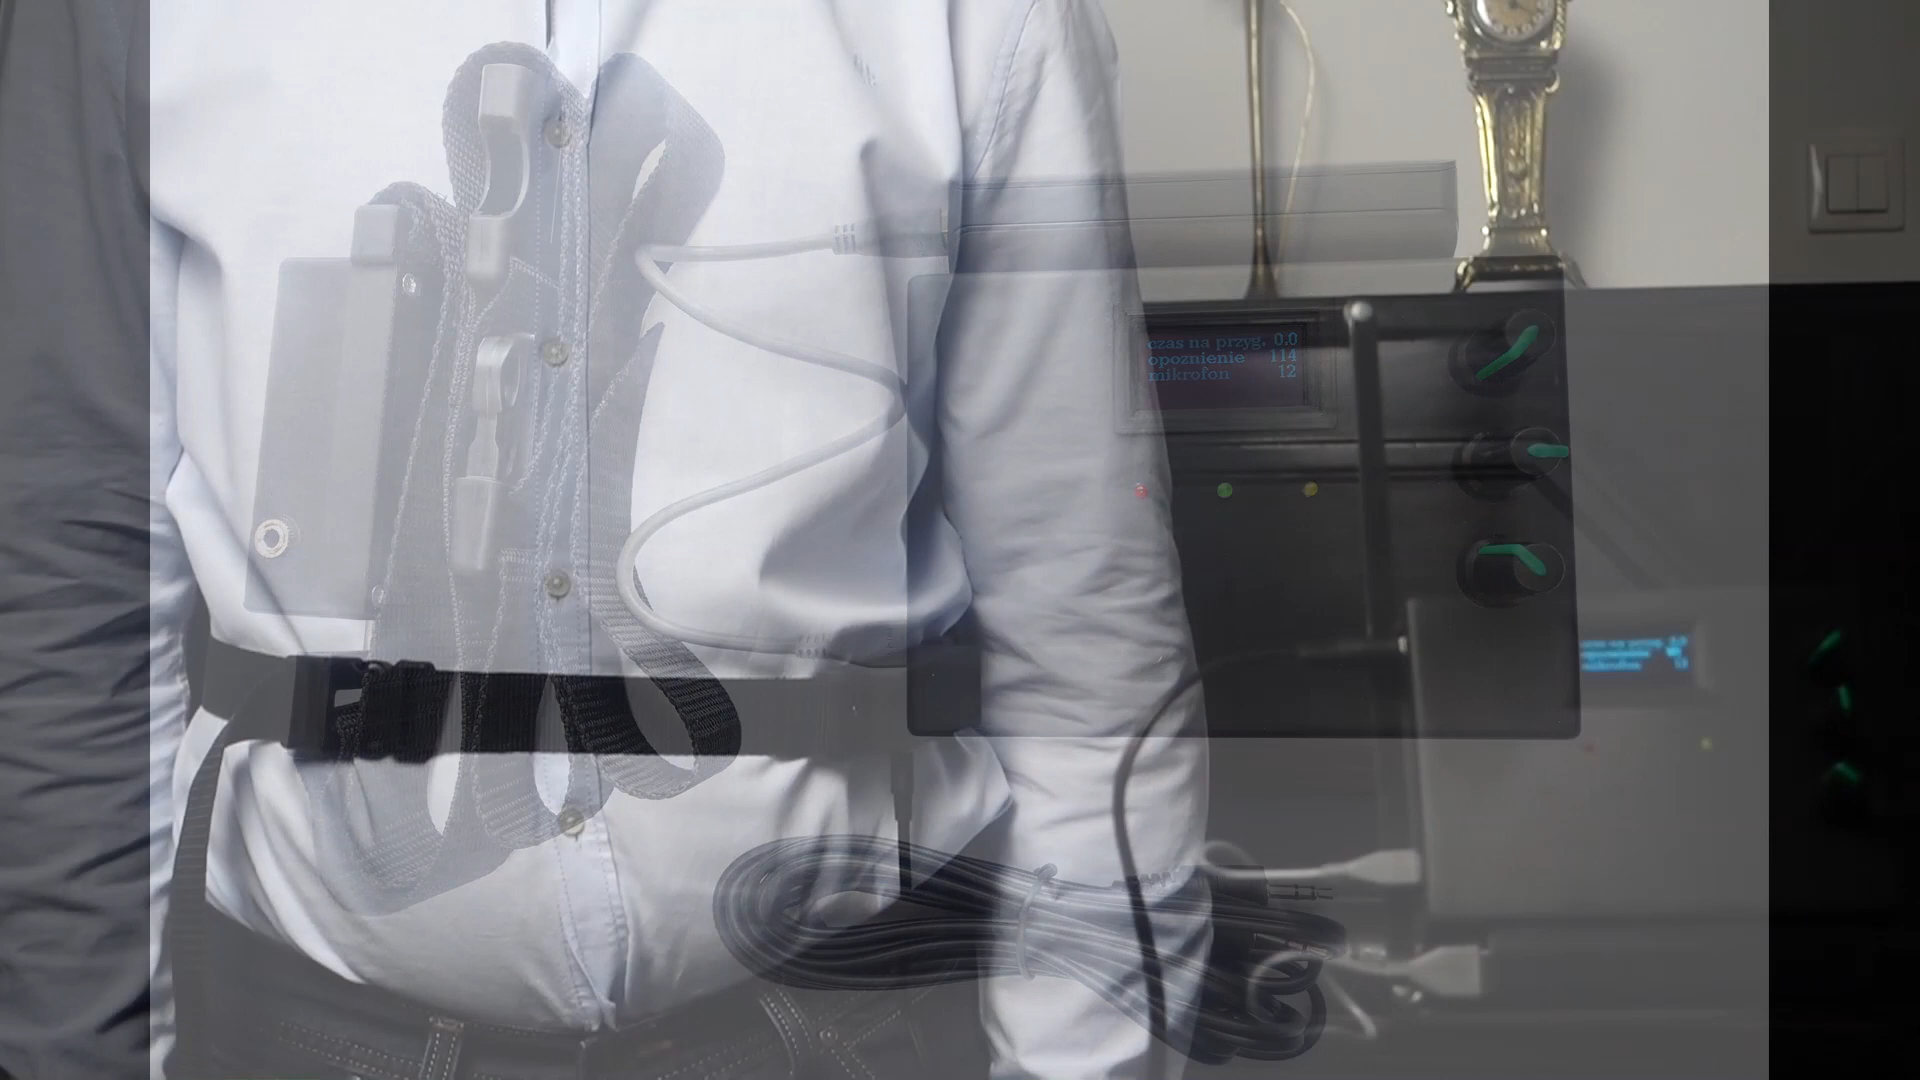 czas na przyg. 0.0
opoznienie 114
mikrofon 12